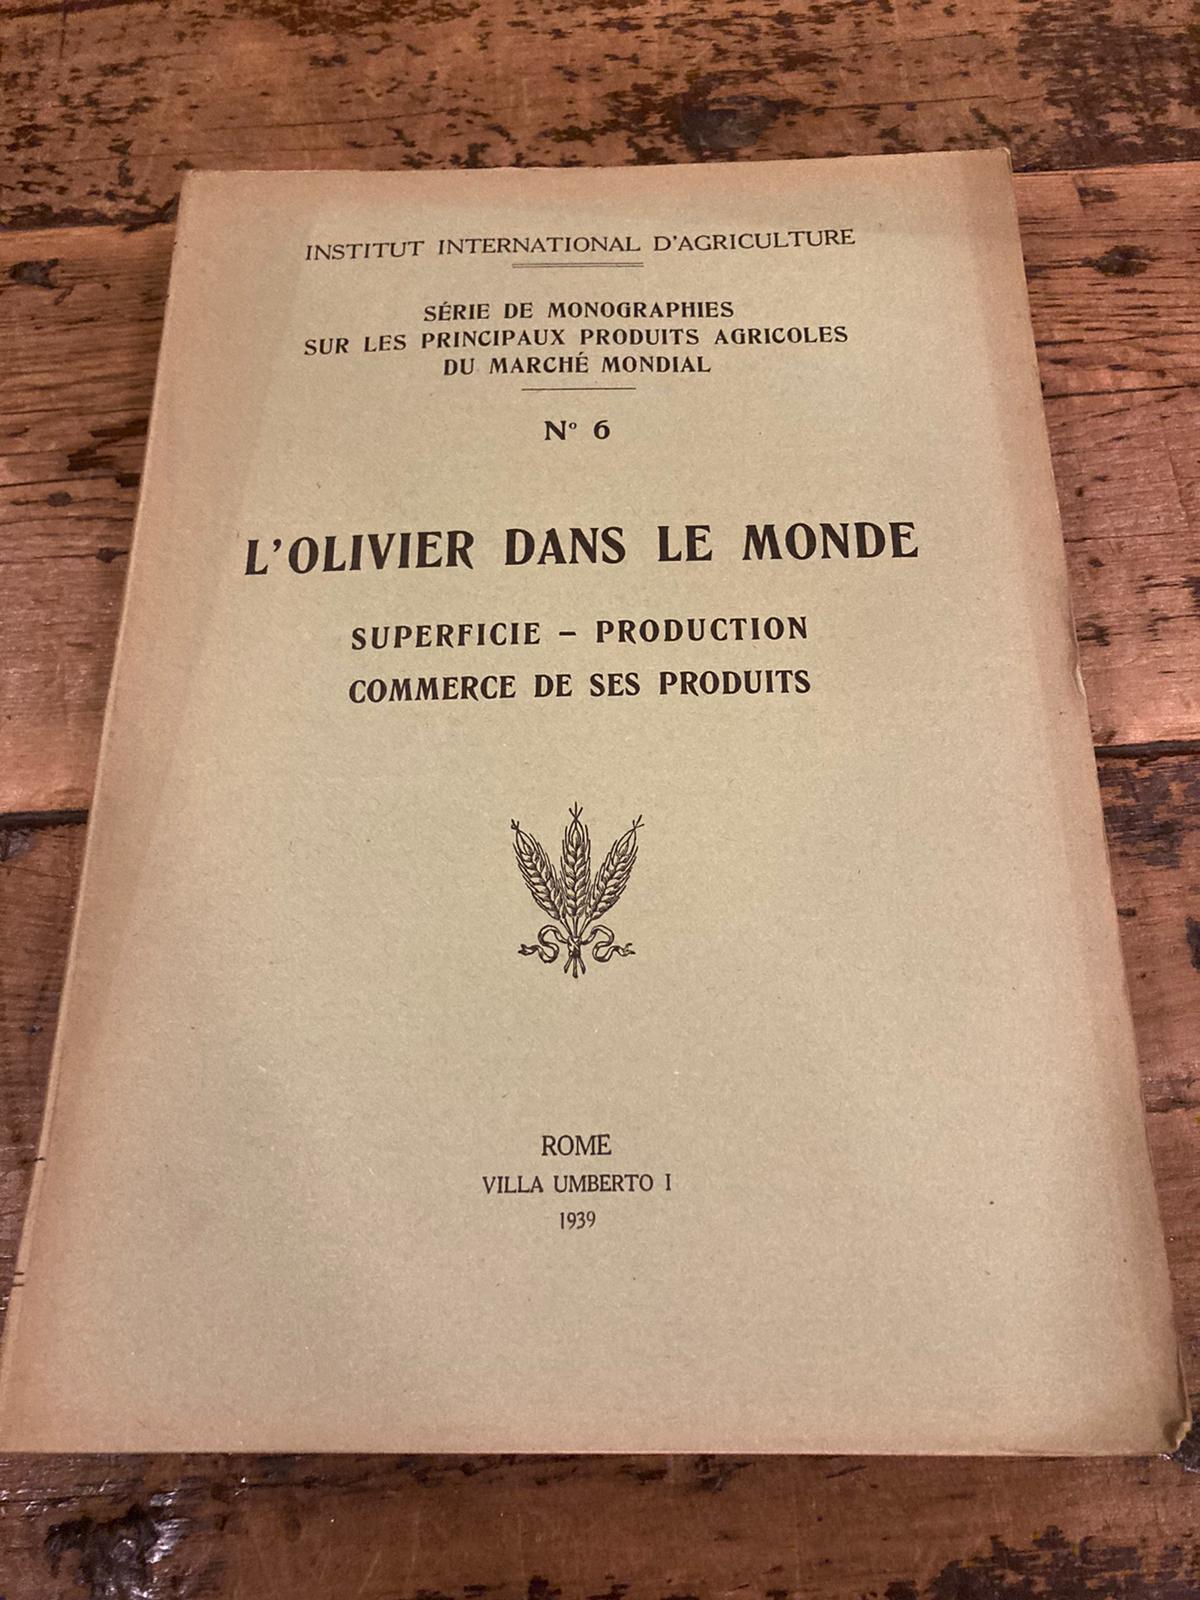 INSTITUT INTERNATIONAL D'AGRICULTURE
SÉRIE DE MONOGRAPHIES
SUR LES PRINCIPAUX PRODUITS AGRICOLES
DU MARCHÉ MONDIAL
Nº 6
L'OLIVIER DANS LE MONDE
SUPERFICIE – PRODUCTION
COMMERCE DE SES PRODUITS
ROME
VILLA UMBERTO I
1939